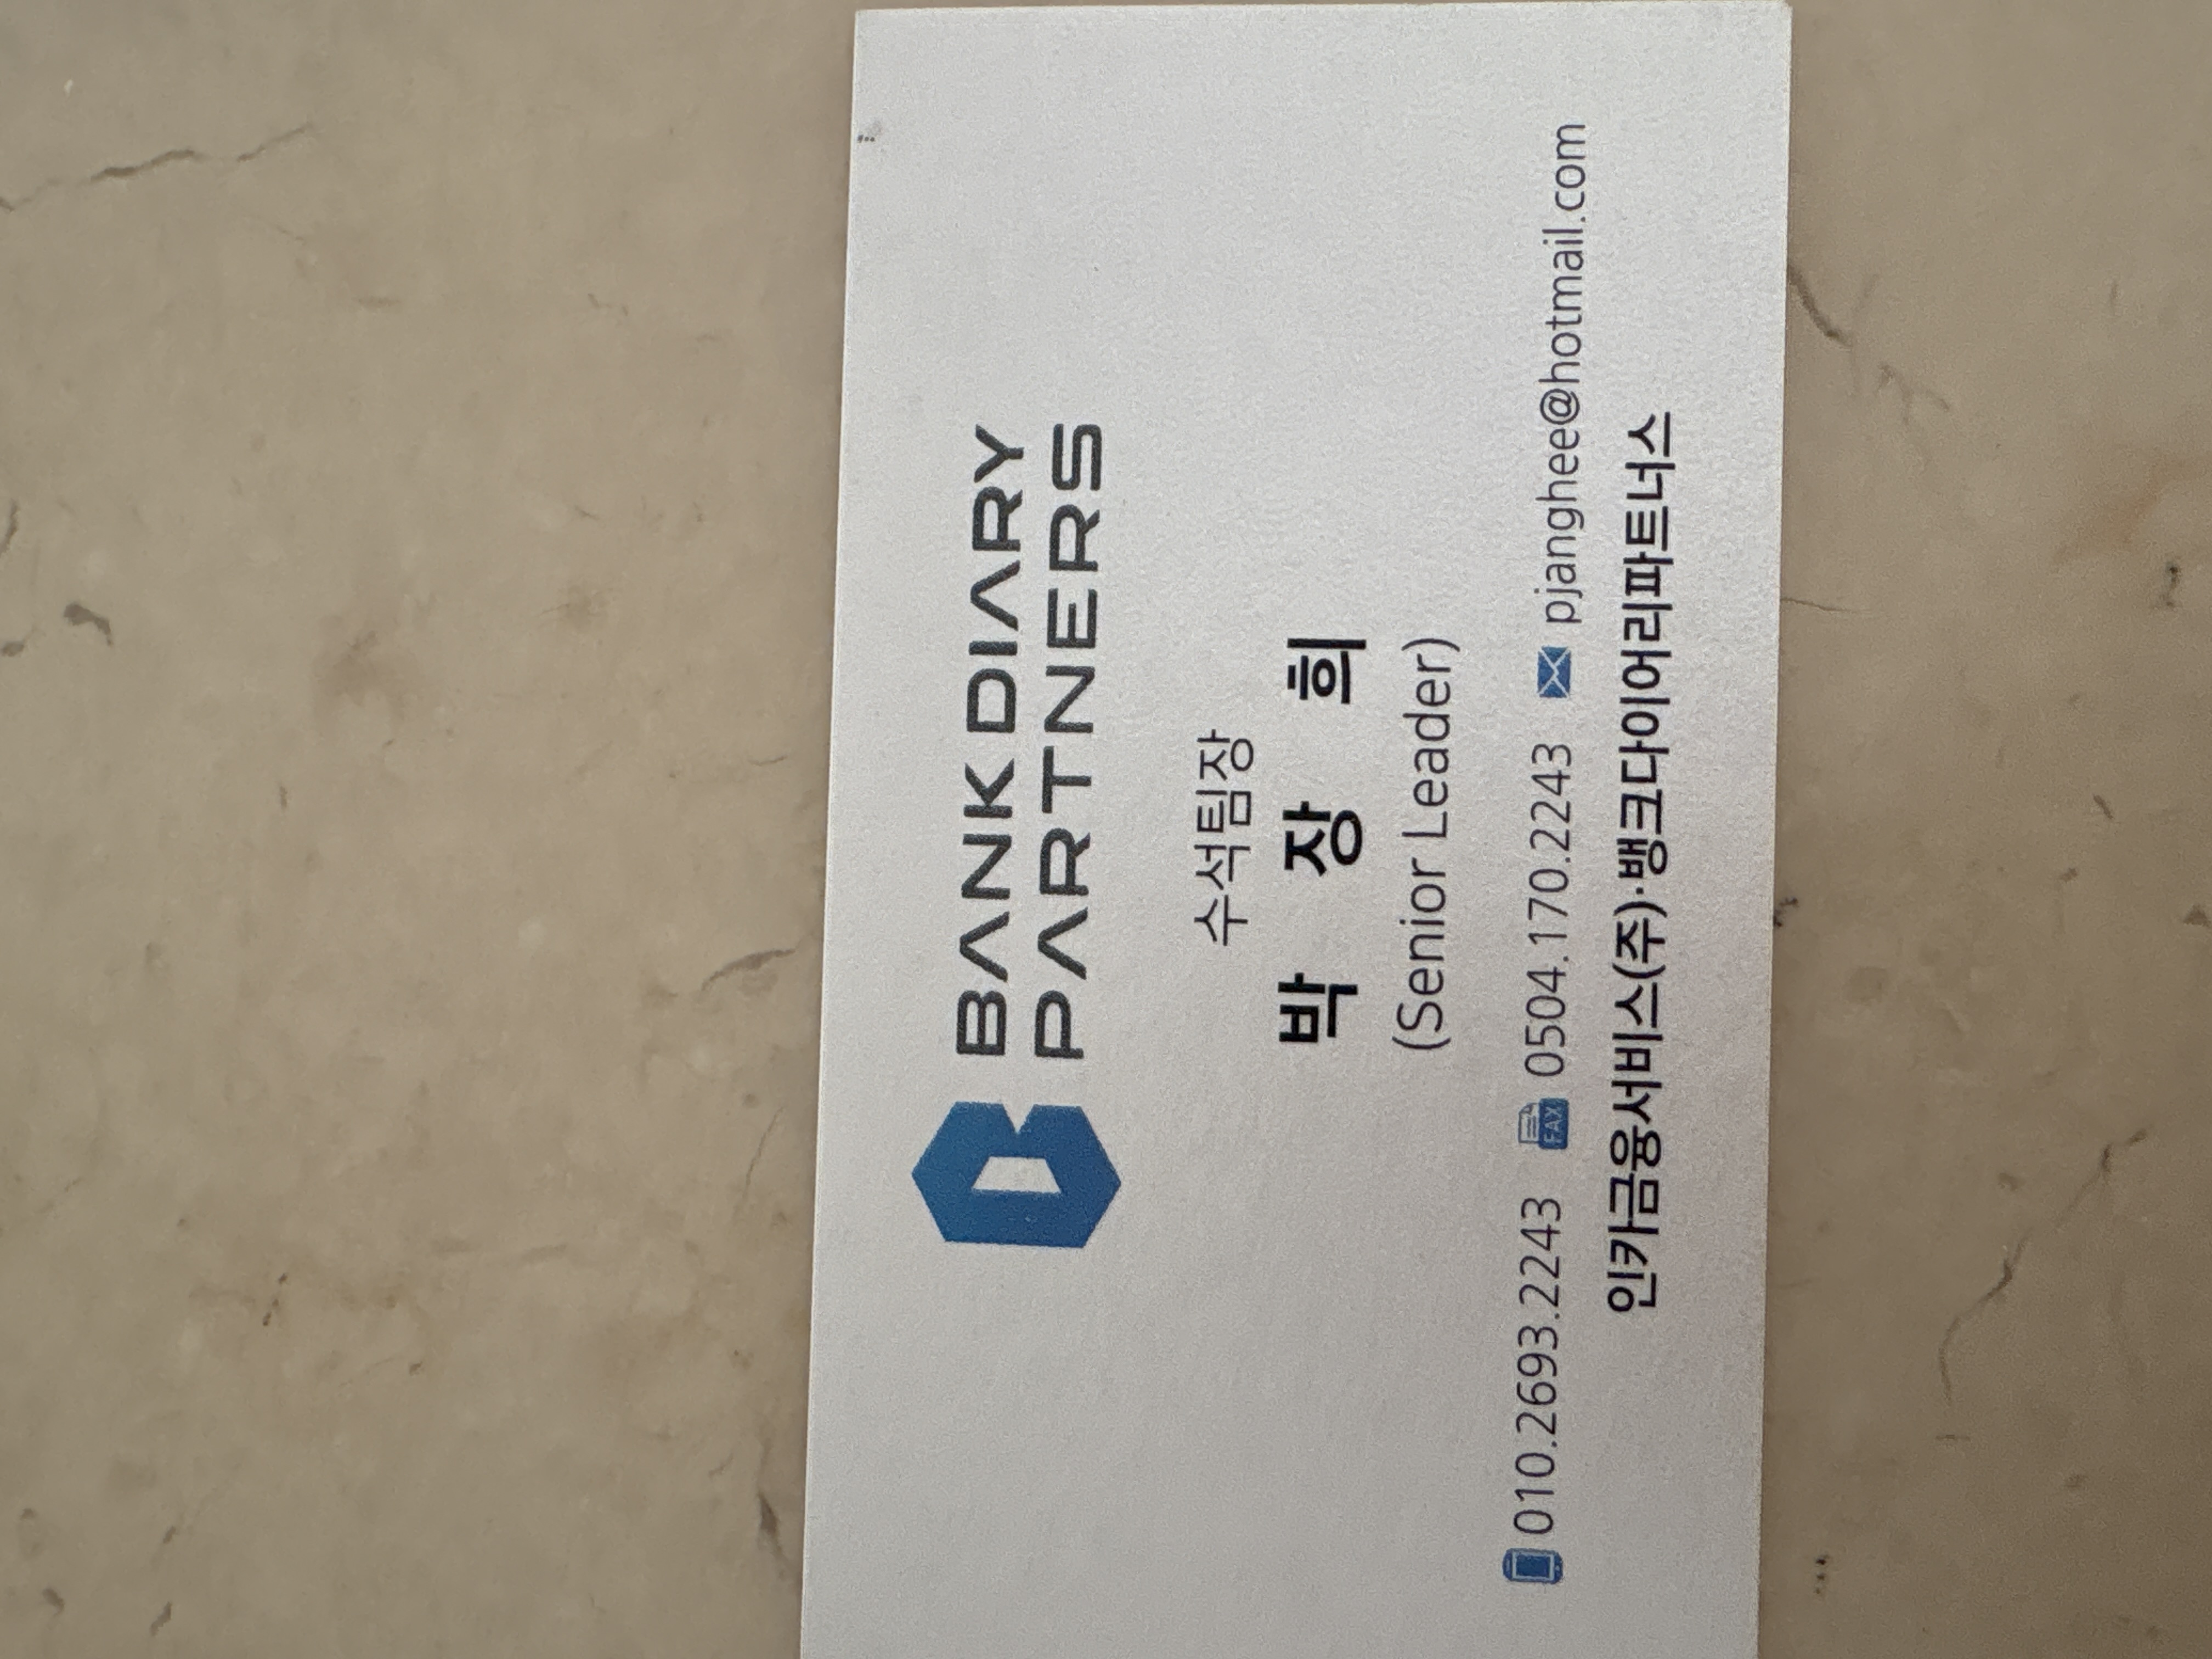 BANK DIARY
PARTNERS
수석팀장
박 장 희
(Senior Leader)
010.2693.2243 FAX 0504.170.2243 pjanghee@hotmail.com
인카금융서비스(주)·뱅크다이어리파트너스